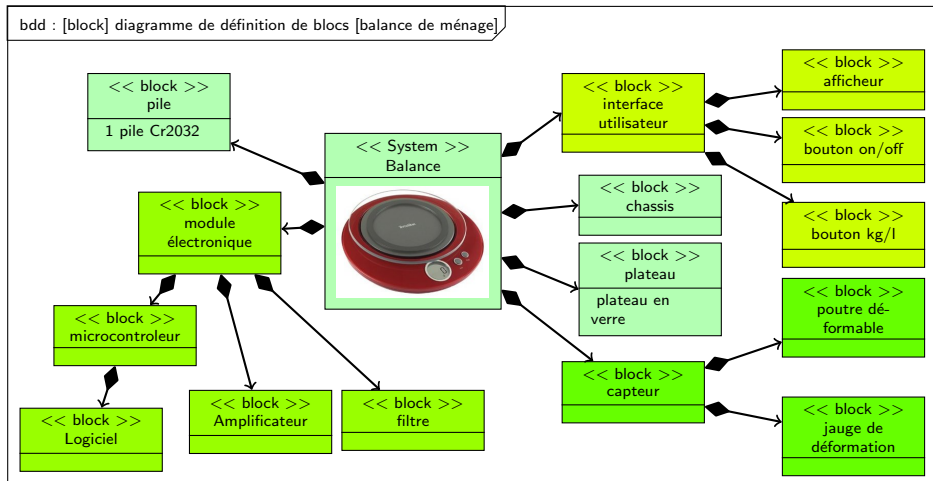 bdd : [block] diagramme de définition de blocs [balance de ménage]
<< block >>
pile
1 pile Cr2032
<< System >>
Balance
<< block >>
interface
utilisateur
<< block >>
afficheur
<< block >>
bouton on/off
<< block >>
bouton kg/l
<< block >>
chassis
<< block >>
plateau
plateau en
verre
<< block >>
module
électronique
<< block >>
microcontroleur
<< block >>
Logiciel
<< block >>
Amplificateur
<< block >>
filtre
<< block >>
capteur
<< block >>
poutre dé-
formable
<< block >>
jauge de
déformation